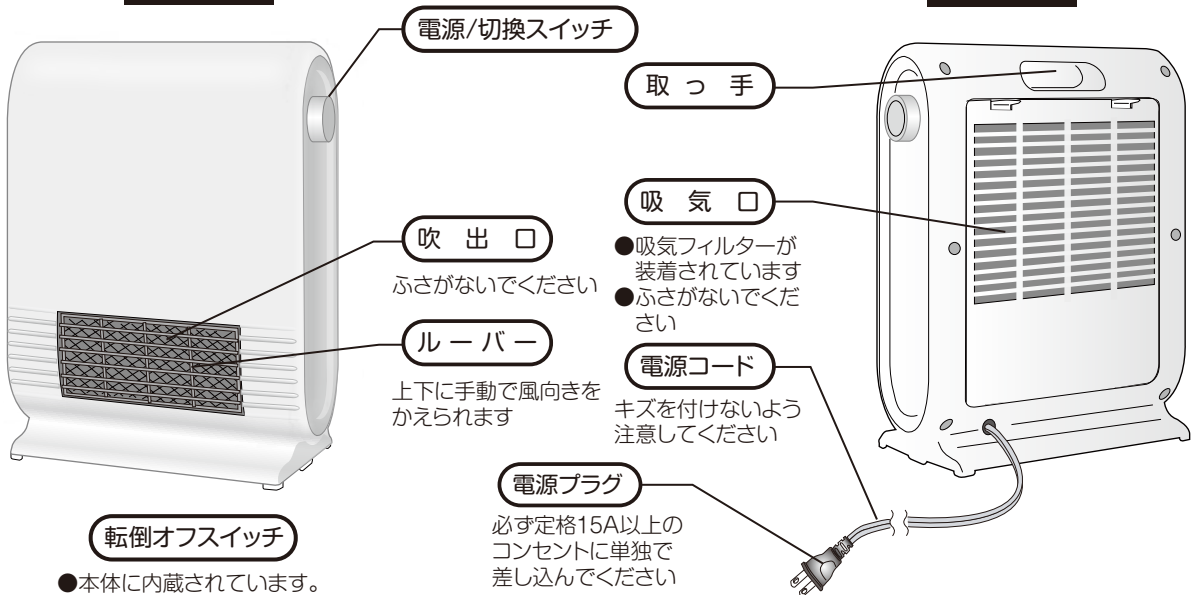 電源/切換スイッチ
吹出口
ふさがないでください
ルーバー
上下に手動で風向きを
かえられます
転倒オフスイッチ
●本体に内蔵されています。
取っ手
吸気口
●吸気フィルターが
装着されています
●ふさがないでくだ
さい
電源コード
キズを付けないよう
注意してください
電源プラグ
必ず定格15A以上の
コンセントに単独で
差し込んでください